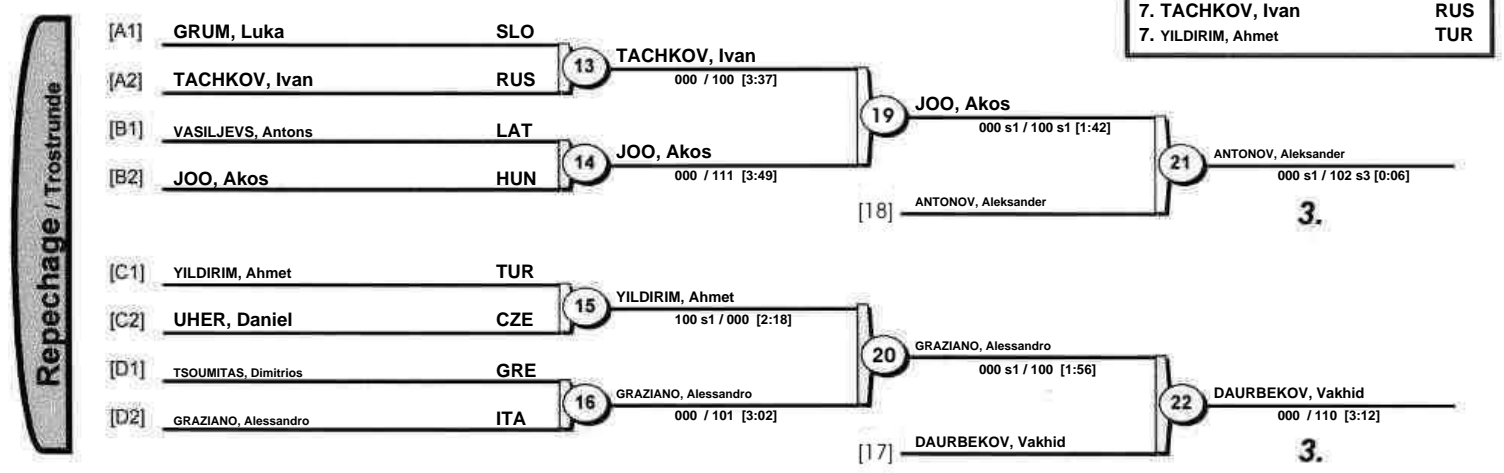 7. TACHKOV, Ivan RUS
7. YILDIRIM, Ahmet TUR
Repechage / Trostrunde
[A1] GRUM, Luka SLO
13 TACHKOV, Ivan
000 / 100 [3:37]
[A2] TACHKOV, Ivan RUS
19 JOO, Akos
000 s1 / 100 s1 [1:42]
[B1] VASILJEVS, Antons LAT
14 JOO, Akos
000 / 111 [3:49]
21 ANTONOV, Aleksander
000 s1 / 102 s3 [0:06]
[B2] JOO, Akos HUN
[18] ANTONOV, Aleksander
3.
[C1] YILDIRIM, Ahmet TUR
15 YILDIRIM, Ahmet
100 s1 / 000 [2:18]
[C2] UHER, Daniel CZE
20 GRAZIANO, Alessandro
000 s1 / 100 [1:56]
[D1] TSOUMITAS, Dimitrios GRE
16 GRAZIANO, Alessandro
000 / 101 [3:02]
22 DAURBEKOV, Vakhid
000 / 110 [3:12]
[D2] GRAZIANO, Alessandro ITA
[17] DAURBEKOV, Vakhid
3.